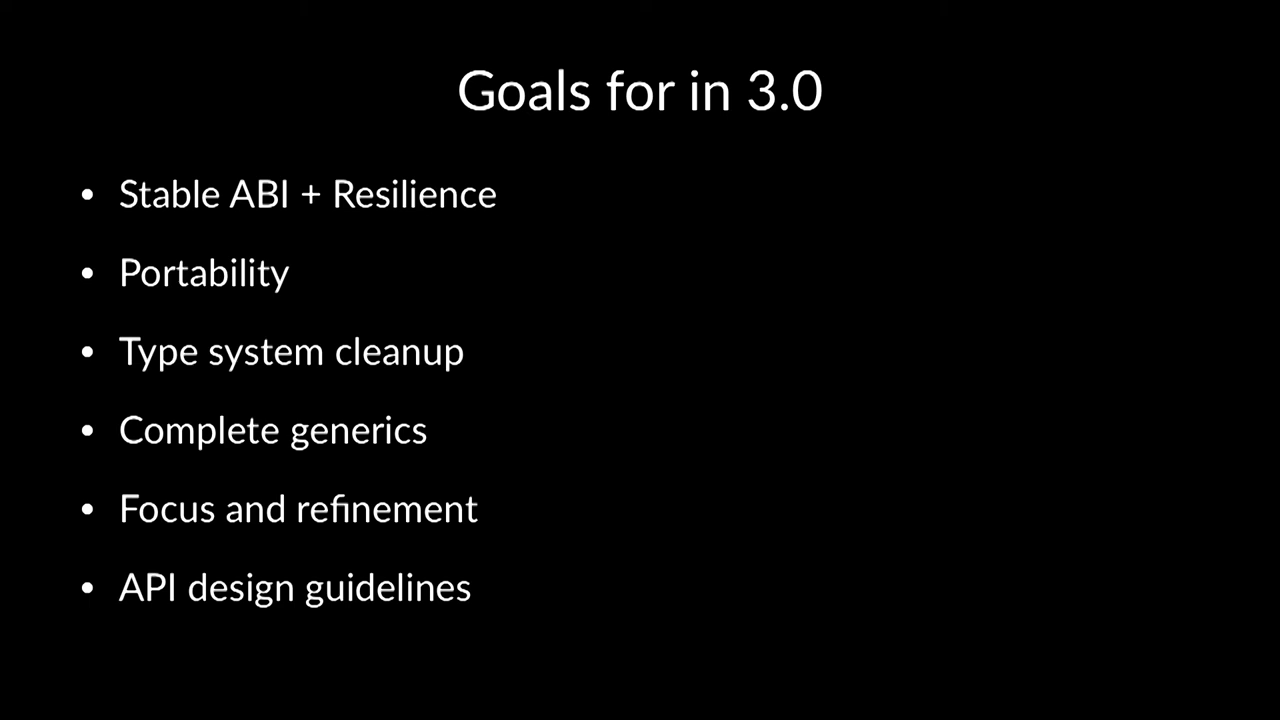 Goals for in 3.0
• Stable ABI + Resilience
• Portability
• Type system cleanup
• Complete generics
• Focus and refinement
• API design guidelines